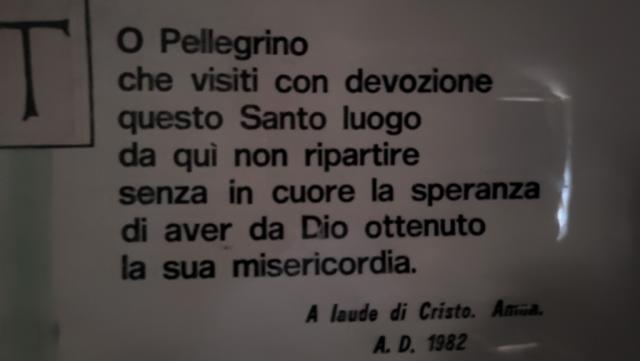 T
O Pellegrino
che visiti con devozione
questo Santo luogo
da quì non ripartire
senza in cuore la speranza
di aver da Dio ottenuto
la sua misericordia.
A laude di Cristo.
A. D. 1982